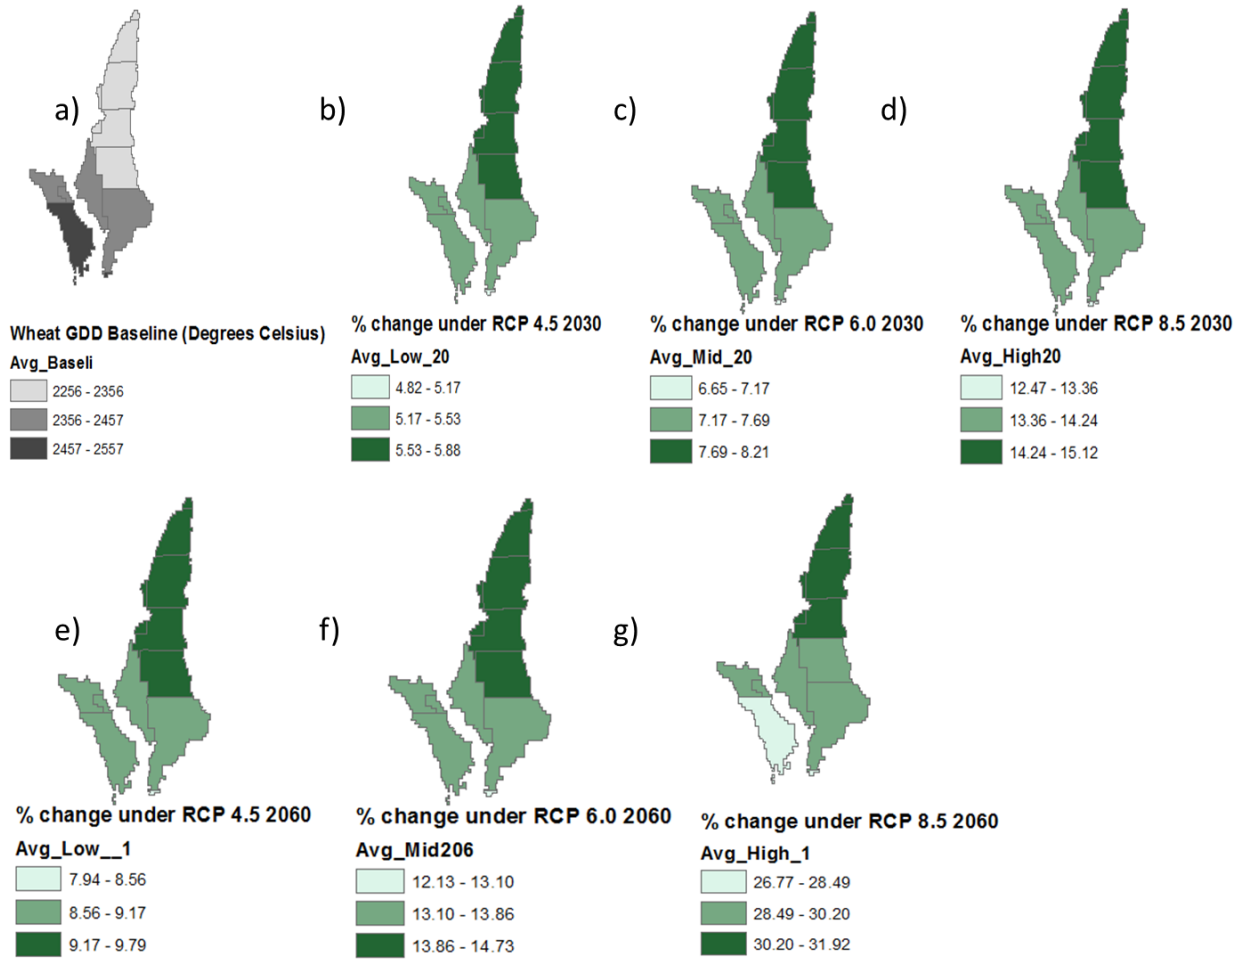 a)
b)
c)
d)
Wheat GDD Baseline (Degrees Celsius)
Avg_Baseli
2256 - 2356
2356 - 2457
2457 - 2557
% change under RCP 4.5 2030
Avg_Low_20
4.82 - 5.17
5.17 - 5.53
5.53 - 5.88
% change under RCP 6.0 2030
Avg_Mid_20
6.65 - 7.17
7.17 - 7.69
7.69 - 8.21
% change under RCP 8.5 2030
Avg_High20
12.47 - 13.36
13.36 - 14.24
14.24 - 15.12
e)
f)
g)
% change under RCP 4.5 2060
Avg_Low__1
7.94 - 8.56
8.56 - 9.17
9.17 - 9.79
% change under RCP 6.0 2060
Avg_Mid206
12.13 - 13.10
13.10 - 13.86
13.86 - 14.73
% change under RCP 8.5 2060
Avg_High_1
26.77 - 28.49
28.49 - 30.20
30.20 - 31.92